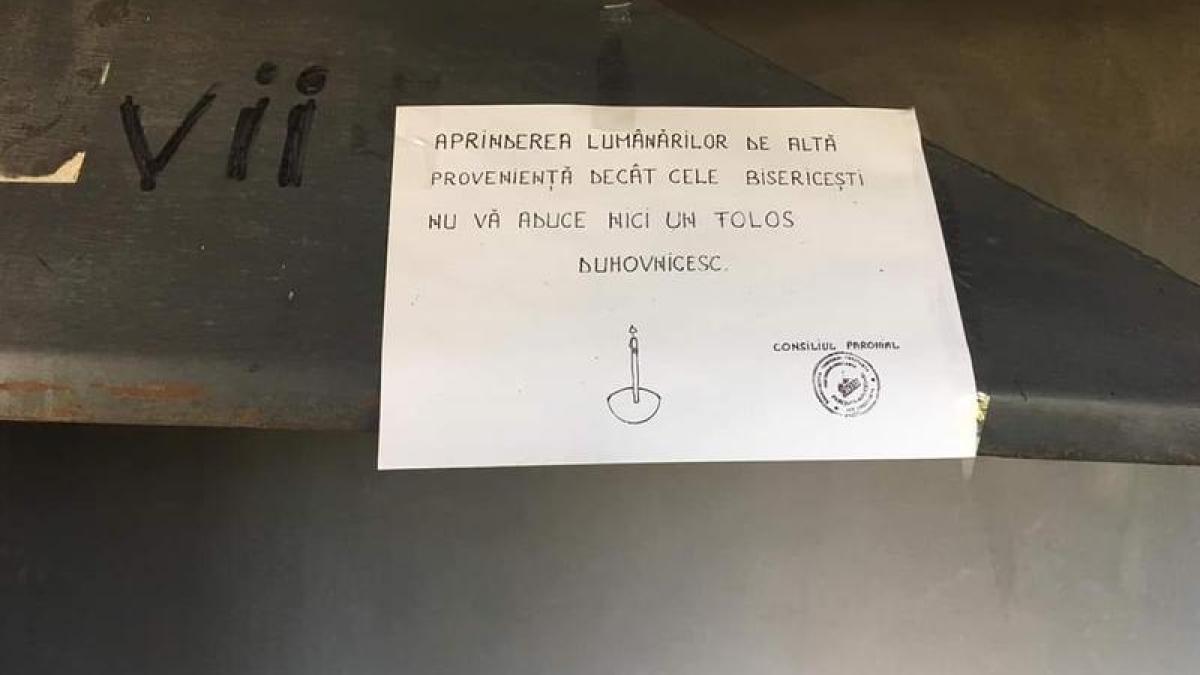 vii
APRINDEREA LUMÂNĂRILOR DE ALTĂ
PROVENIENȚĂ DECÂT CELE BISERICEȘTI
NU VĂ ADUCE NICI UN FOLOS
DUHOVNICESC.
CONSILIUL PAROHIAL